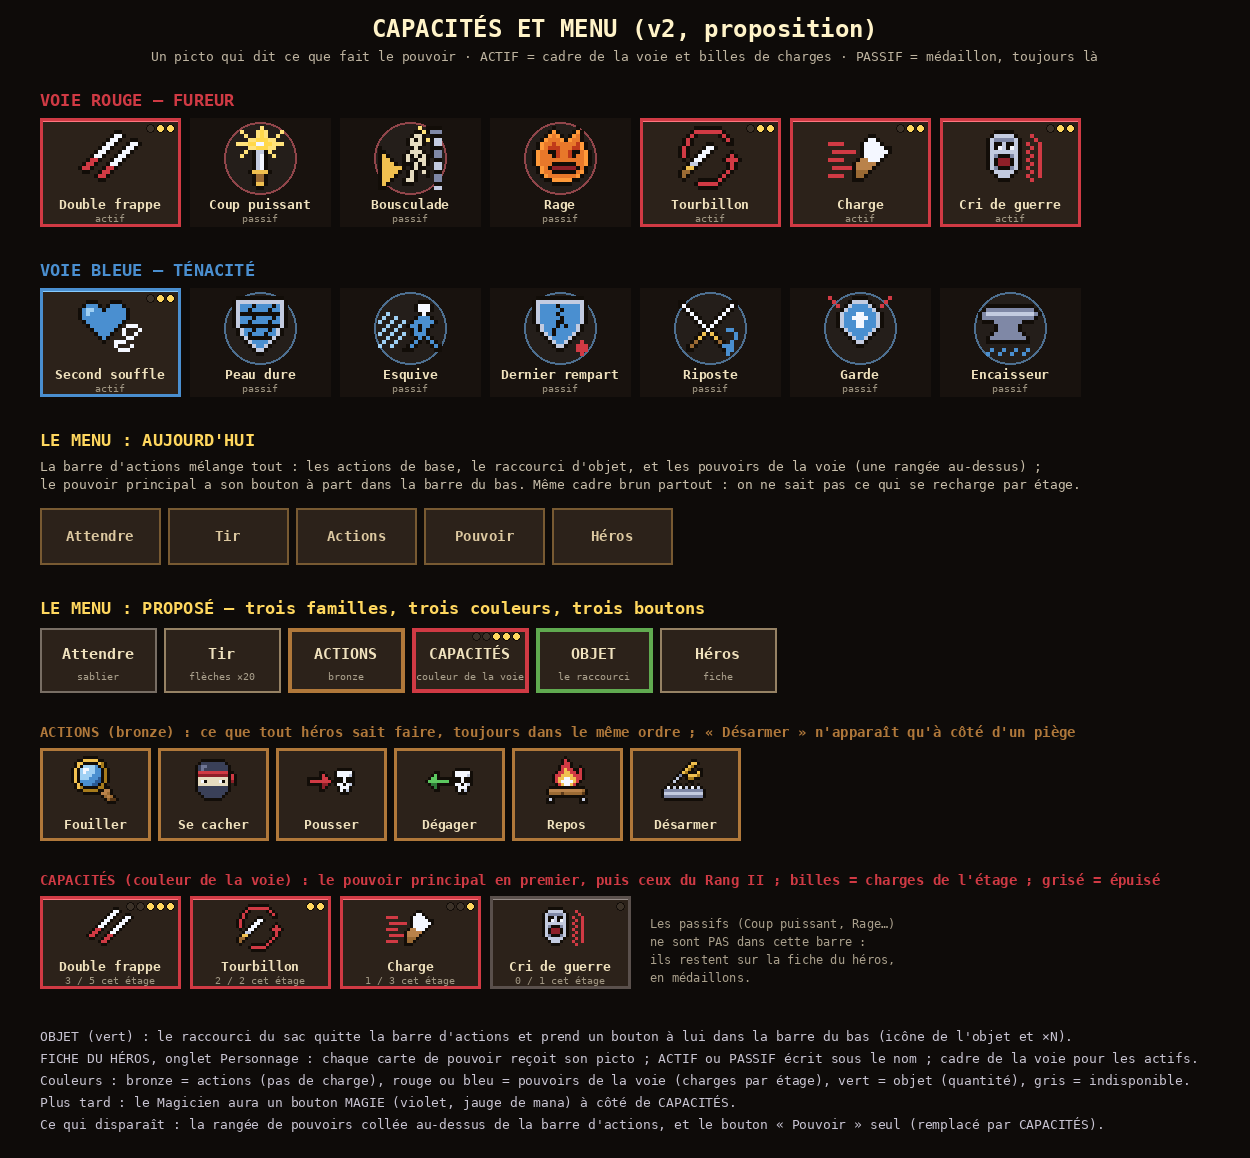 CAPACITÉS ET MENU (v2, proposition)
Un picto qui dit ce que fait le pouvoir · ACTIF = cadre de la voie et billes de charges · PASSIF = médaillon, toujours là
VOIE ROUGE — FUREUR
Double frappe
actif
Coup puissant
passif
Bousculade
passif
Rage
passif
Tourbillon
actif
Charge
actif
Cri de guerre
actif
VOIE BLEUE — TÉNACITÉ
Second souffle
actif
Peau dure
passif
Esquive
passif
Dernier rempart
passif
Riposte
passif
Garde
passif
Encaisseur
passif
LE MENU : AUJOURD'HUI
La barre d'actions mélange tout : les actions de base, le raccourci d'objet, et les pouvoirs de la voie (une rangée au-dessus) ;
le pouvoir principal a son bouton à part dans la barre du bas. Même cadre brun partout : on ne sait pas ce qui se recharge par étage.
Attendre
Tir
Actions
Pouvoir
Héros
LE MENU : PROPOSÉ — trois familles, trois couleurs, trois boutons
Attendre
sablier
Tir
flèches x20
ACTIONS
bronze
CAPACITÉS
couleur de la voie
OBJET
le raccourci
Héros
fiche
ACTIONS (bronze) : ce que tout héros sait faire, toujours dans le même ordre ; « Désarmer » n'apparaît qu'à côté d'un piège
Fouiller
Se cacher
Pousser
Dégager
Repos
Désarmer
CAPACITÉS (couleur de la voie) : le pouvoir principal en premier, puis ceux du Rang II ; billes = charges de l'étage ; grisé = épuisé
Double frappe
3 / 5 cet étage
Tourbillon
2 / 2 cet étage
Charge
1 / 3 cet étage
Cri de guerre
0 / 1 cet étage
Les passifs (Coup puissant, Rage…)
ne sont PAS dans cette barre :
ils restent sur la fiche du héros,
en médaillons.
OBJET (vert) : le raccourci du sac quitte la barre d'actions et prend un bouton à lui dans la barre du bas (icône de l'objet et ×N).
FICHE DU HÉROS, onglet Personnage : chaque carte de pouvoir reçoit son picto ; ACTIF ou PASSIF écrit sous le nom ; cadre de la voie pour les actifs.
Couleurs : bronze = actions (pas de charge), rouge ou bleu = pouvoirs de la voie (charges par étage), vert = objet (quantité), gris = indisponible.
Plus tard : le Magicien aura un bouton MAGIE (violet, jauge de mana) à côté de CAPACITÉS.
Ce qui disparaît : la rangée de pouvoirs collée au-dessus de la barre d'actions, et le bouton « Pouvoir » seul (remplacé par CAPACITÉS).